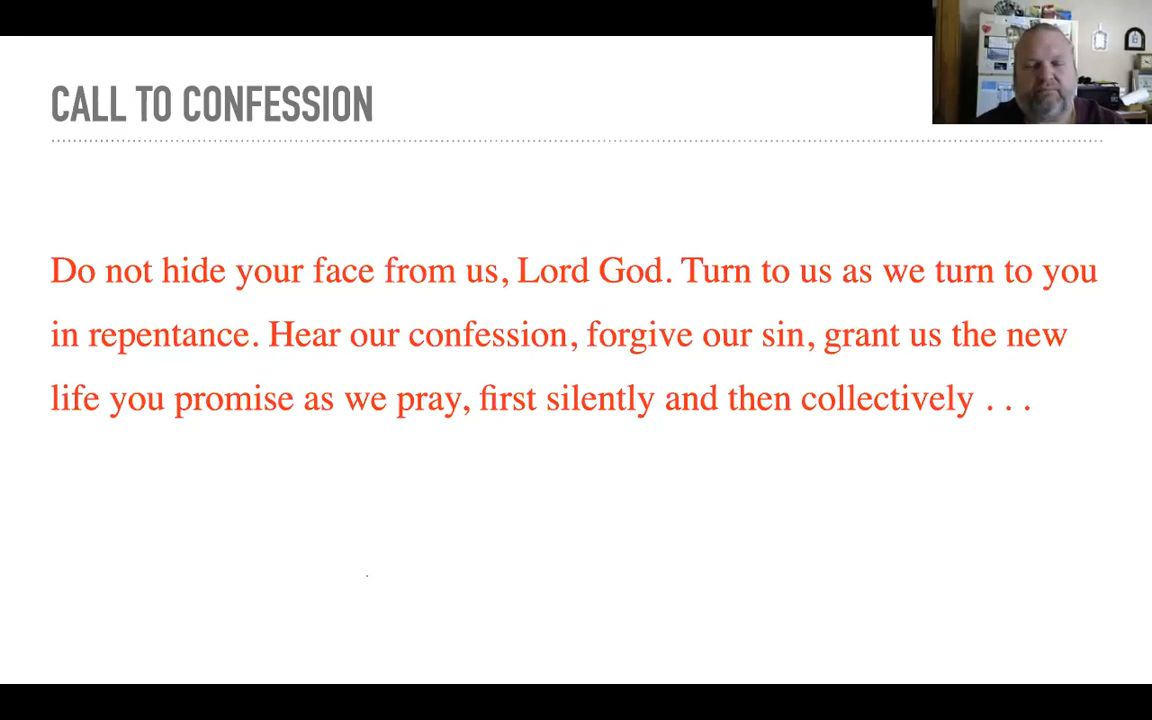 CALL TO CONFESSION
Do not hide your face from us, Lord God. Turn to us as we turn to you
in repentance. Hear our confession, forgive our sin, grant us the new
life you promise as we pray, first silently and then collectively . . .